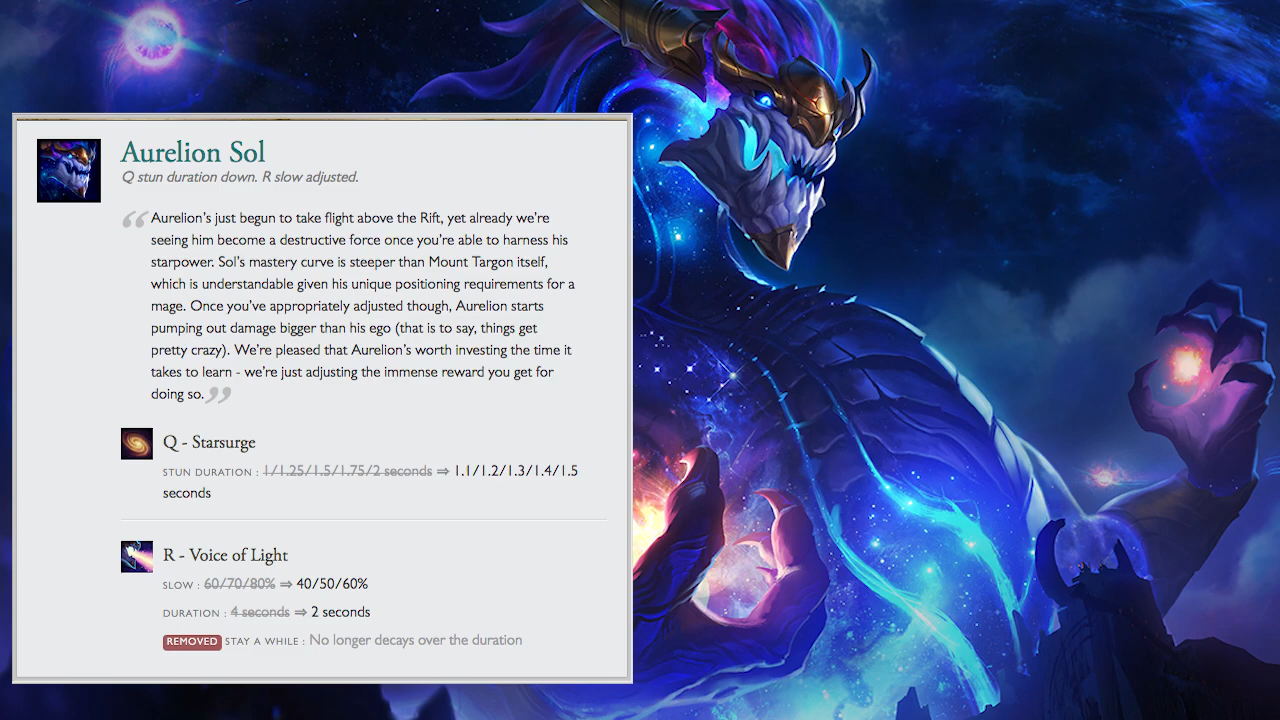 Aurelion Sol
Q stun duration down. R slow adjusted.
“ Aurelion’s just begun to take flight above the Rift, yet already we’re
seeing him become a destructive force once you’re able to harness his
starpower. Sol’s mastery curve is steeper than Mount Targon itself,
which is understandable given his unique positioning requirements for a
mage. Once you’ve appropriately adjusted though, Aurelion starts
pumping out damage bigger than his ego (that is to say, things get
pretty crazy). We’re pleased that Aurelion’s worth investing the time it
takes to learn - we’re just adjusting the immense reward you get for
doing so. ”
Q - Starsurge
STUN DURATION : 1/1.25/1.5/1.75/2 seconds ⇒ 1.1/1.2/1.3/1.4/1.5
seconds
R - Voice of Light
SLOW : 60/70/80% ⇒ 40/50/60%
DURATION : 4 seconds ⇒ 2 seconds
REMOVED STAY A WHILE : No longer decays over the duration